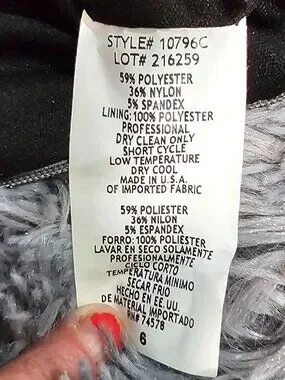 STYLE# 10796C
LOT# 216259
59% POLYESTER
36% NYLON
5% SPANDEX
LINING: 100% POLYESTER
PROFESSIONAL
DRY CLEAN ONLY
SHORT CYCLE
LOW TEMPERATURE
DRY COOL
MADE IN U.S.A.
OF IMPORTED FABRIC
59% POLIESTER
36% NILON
5% ESPANDEX
FORRO: 100% POLIESTER
LAVAR EN SECO SOLAMENTE
PROFESIONALMENTE
CICLO CORTO
TEMPERATURA MINIMO
SECAR FRIO
HECHO EN EE.UU.
DE MATERIAL IMPORTADO
RN# 74578
6